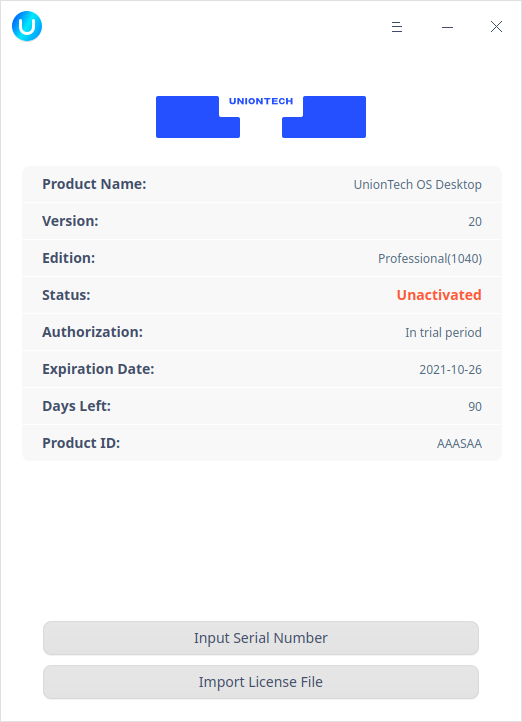 UNIONTECH
Product Name: UnionTech OS Desktop
Version: 20
Edition: Professional(1040)
Status: Unactivated
Authorization: In trial period
Expiration Date: 2021-10-26
Days Left: 90
Product ID: AAASAA
Input Serial Number
Import License File